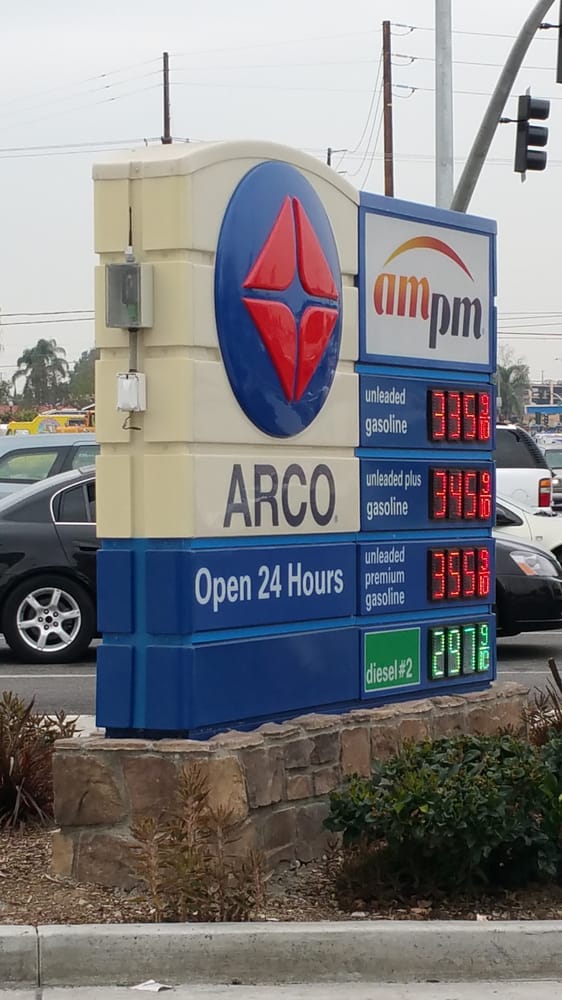 ampm
unleaded
gasoline
335 9/10
ARCO
unleaded plus
gasoline
345 9/10
Open 24 Hours
unleaded
premium
gasoline
355 9/10
diesel#2
297 9/10